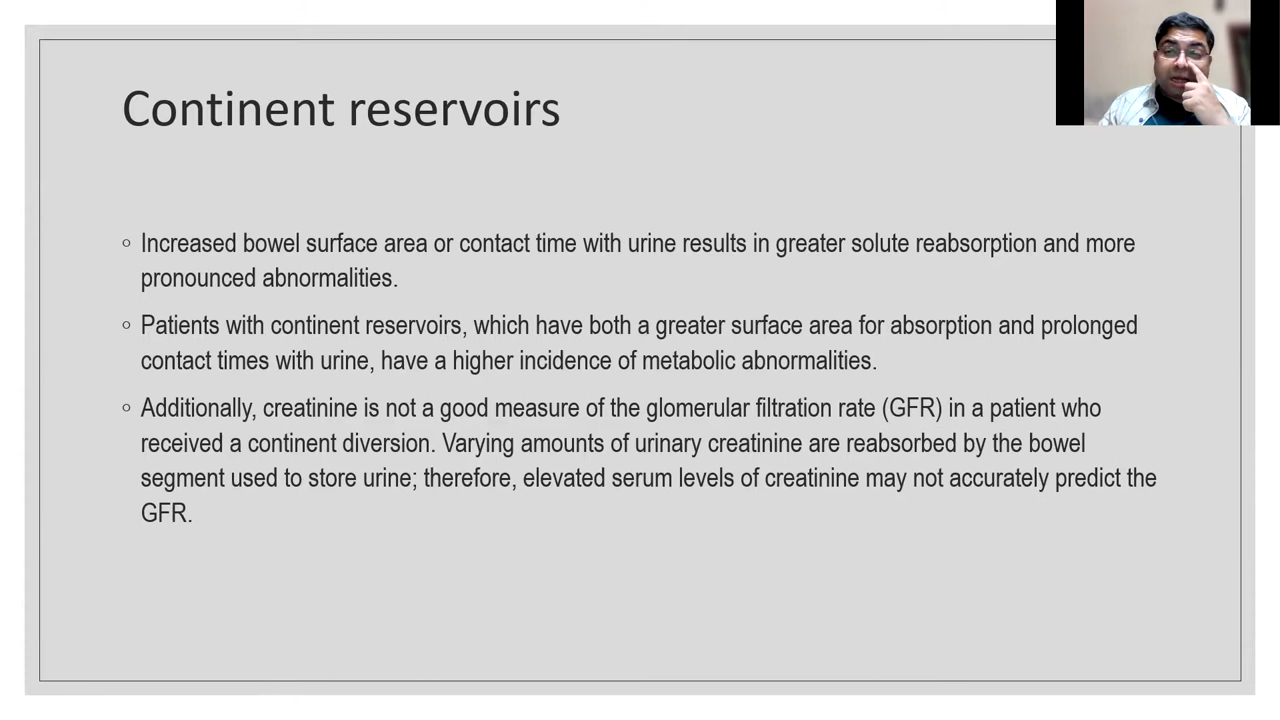 Continent reservoirs
◦ Increased bowel surface area or contact time with urine results in greater solute reabsorption and more
pronounced abnormalities.
◦ Patients with continent reservoirs, which have both a greater surface area for absorption and prolonged
contact times with urine, have a higher incidence of metabolic abnormalities.
◦ Additionally, creatinine is not a good measure of the glomerular filtration rate (GFR) in a patient who
received a continent diversion. Varying amounts of urinary creatinine are reabsorbed by the bowel
segment used to store urine; therefore, elevated serum levels of creatinine may not accurately predict the
GFR.